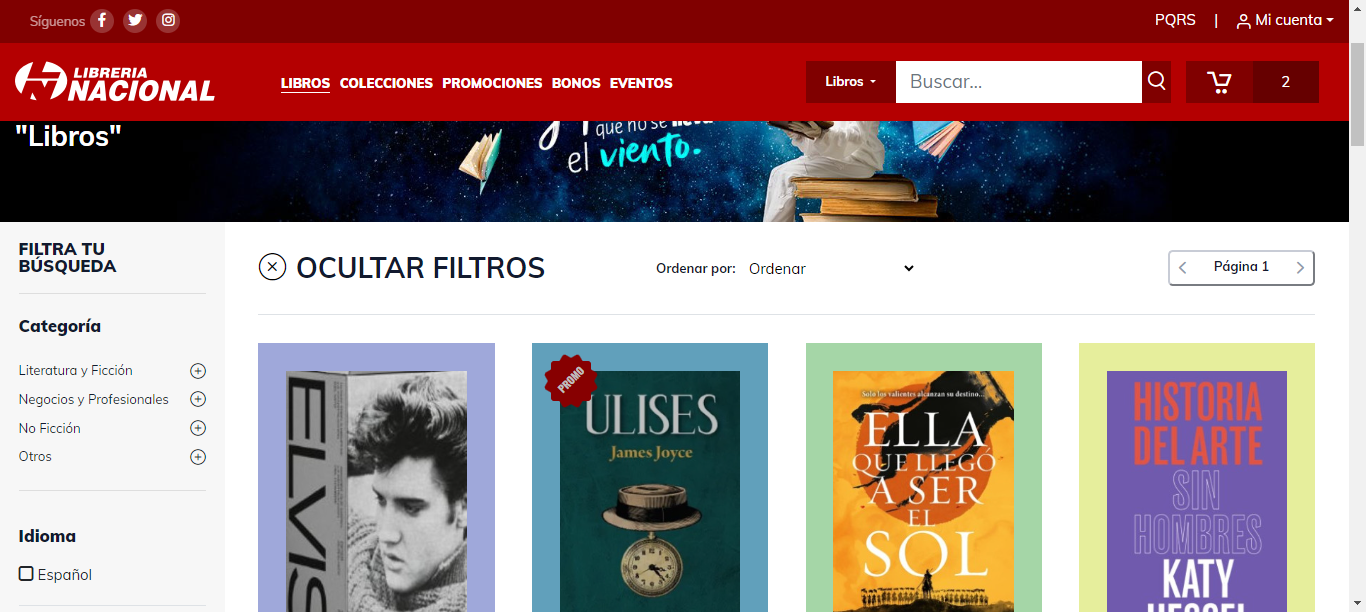 Síguenos
PQRS | Mi cuenta
LIBRERIA
NACIONAL
LIBROS COLECCIONES PROMOCIONES BONOS EVENTOS
Libros
Buscar...
2
"Libros"
que no se
el viento.
FILTRA TU
BÚSQUEDA
OCULTAR FILTROS
Ordenar por: Ordenar
Página 1
Categoría
Literatura y Ficción
Negocios y Profesionales
No Ficción
Otros
Idioma
Español
ELVIS
PROMO
ULISES
James Joyce
Solo los valientes alcanzan su destino...
ELLA
QUE LLEGÓ
A SER
EL
SOL
HISTORIA
DEL ARTE
SIN
HOMBRES
KATY